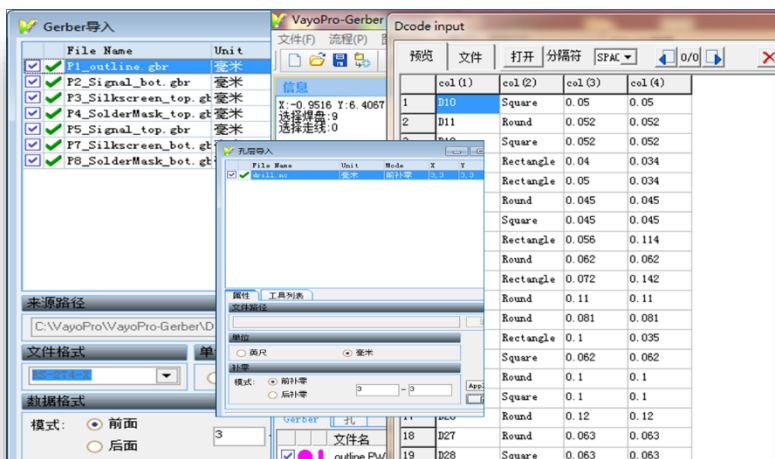 Gerber导入
File Name Unit
P1_outline.gbr 毫米
P2_Signal_bot.gbr 毫米
P3_Silkscreen_top.gb 毫米
P4_SolderMask_top.gb 毫米
P5_Signal_top.gbr 毫米
P7_Silkscreen_bot.gb 毫米
P8_SolderMask_bot.gb 毫米
来源路径
C:\VayoPro\VayoPro-Gerber\D
文件格式 单
RS-274-X
数据格式
模式: 前面
后面
3
VayoPro-Gerber
文件(F) 流程(P)
信息
X:-0.9516 Y:6.4067
选择焊盘:9
选择走线:0
孔层导入
File Name Unit Mode X Y
drill.nc 毫米 前补零 3,3 3,3
属性 工具列表
文件路径
单位
英尺 毫米
补零
模式: 前补零
后补零
3 - 3
Appl
Gerber 孔
文件名
outline.PW
Dcode input
预览 文件 打开 分隔符 SPAC 0/0
col(1) col(2) col(3) col(4)
1 D10 Square 0.05 0.05
2 D11 Round 0.052 0.052
Square 0.052 0.052
Rectangle 0.04 0.034
Rectangle 0.05 0.034
Round 0.045 0.045
Square 0.045 0.045
Rectangle 0.056 0.114
Round 0.062 0.062
Rectangle 0.072 0.142
Round 0.11 0.11
Round 0.081 0.081
Rectangle 0.1 0.035
Square 0.062 0.062
Round 0.1 0.1
Square 0.1 0.1
Round 0.12 0.12
18 D27 Round 0.063 0.063
19 D28 Square 0.063 0.063